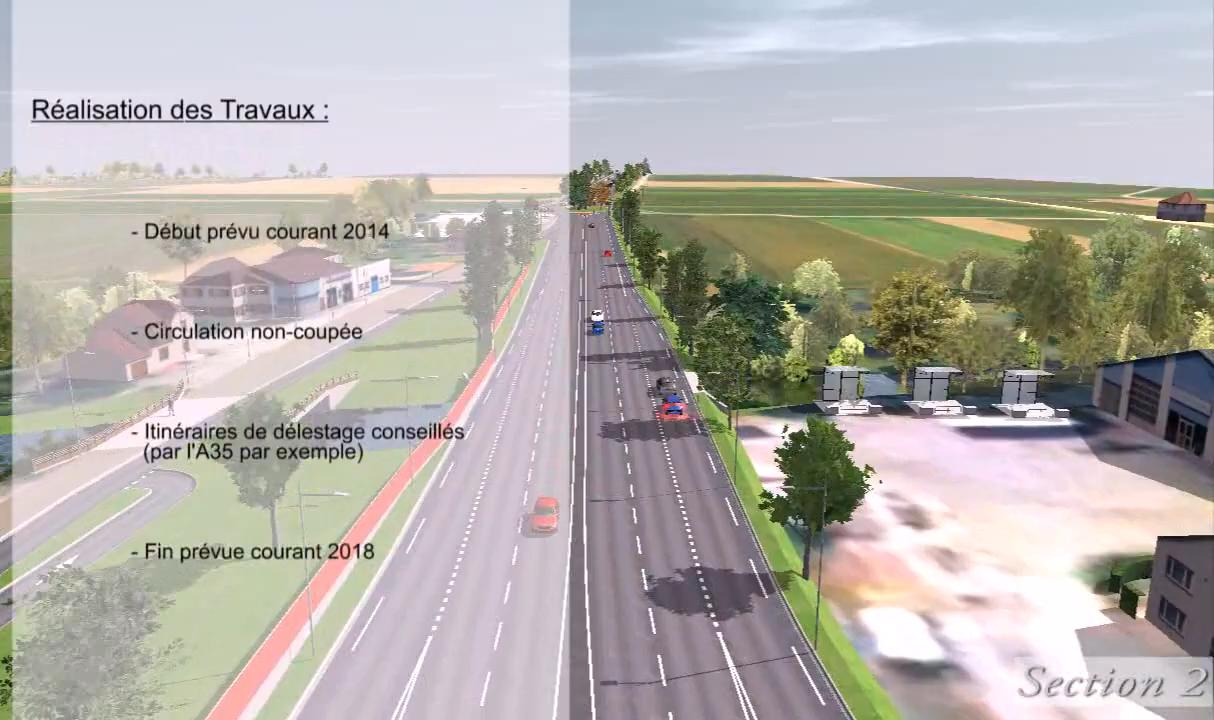 Réalisation des Travaux :
- Début prévu courant 2014
- Circulation non-coupée
- Itinéraires de délestage conseillés
(par l'A35 par exemple)
- Fin prévue courant 2018
Section 2